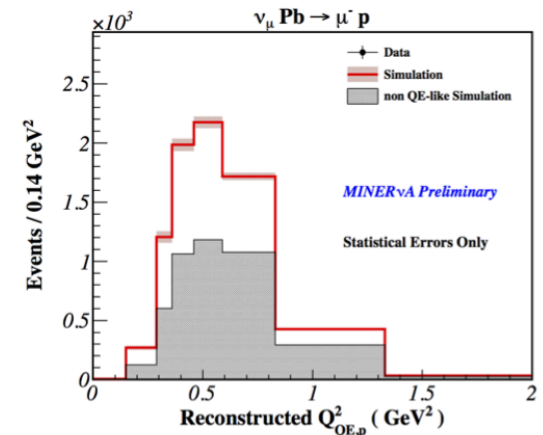 ν_μ Pb → μ⁻ p
×10³
Data
Simulation
non QE-like Simulation
MINERνA Preliminary
Statistical Errors Only
Events / 0.14 GeV²
2.5
2
1.5
1
0.5
0
0 0.5 1 1.5 2
Reconstructed Q²_QE,p ( GeV² )